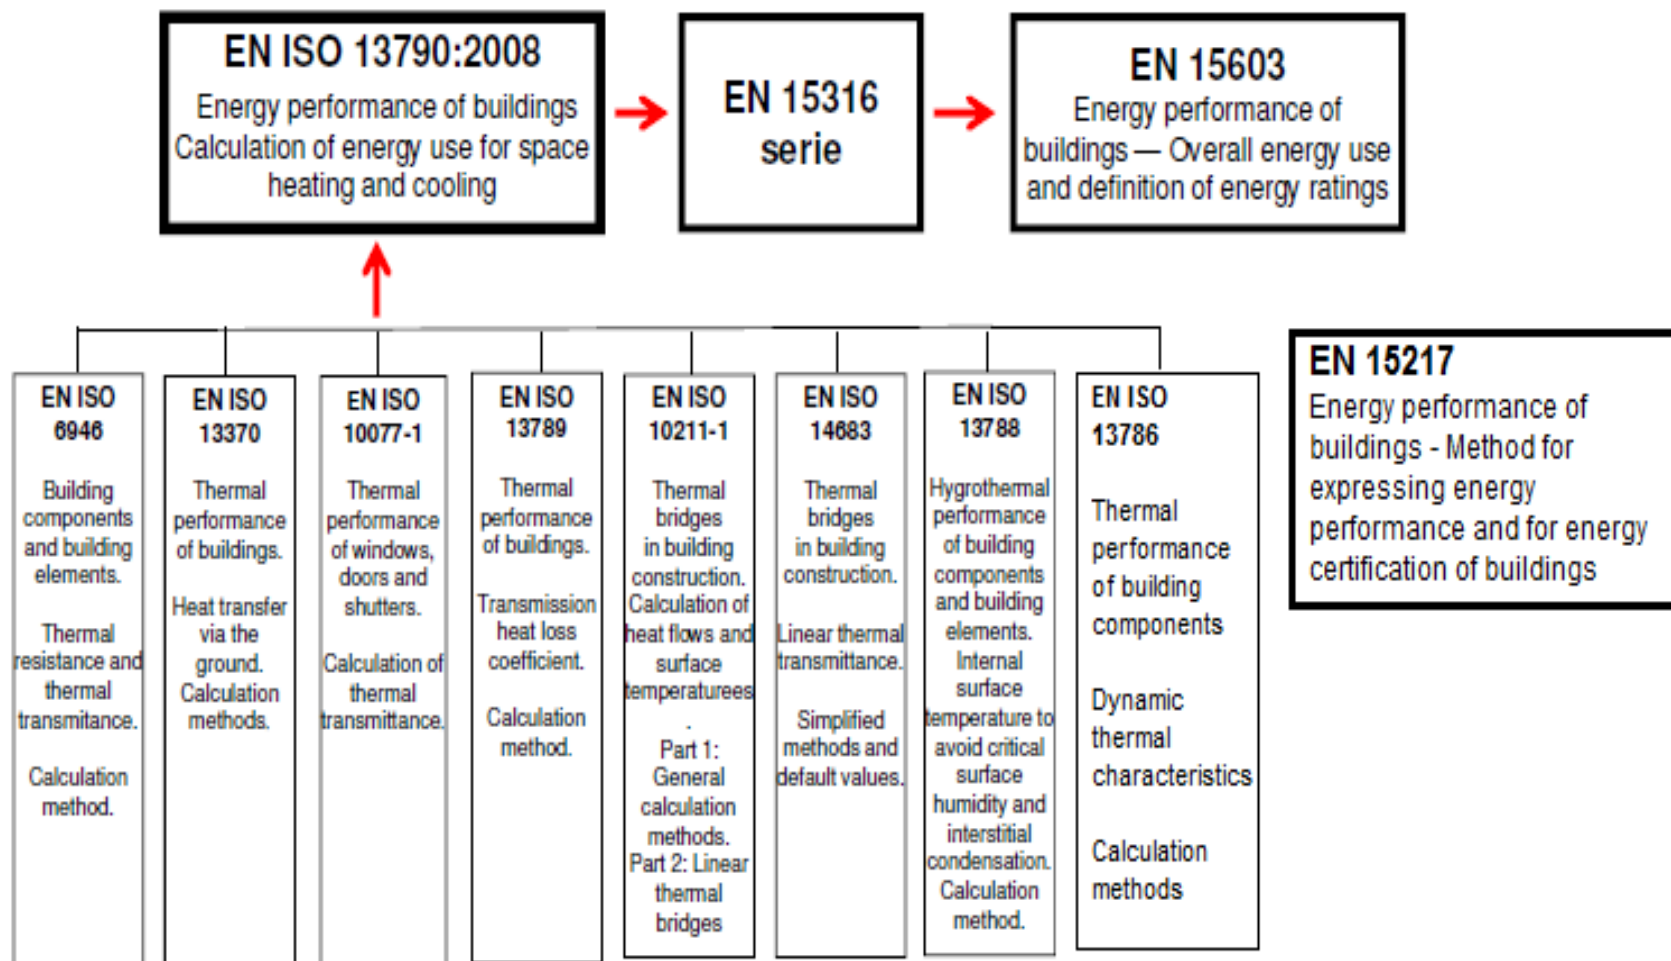 EN ISO 13790:2008
Energy performance of buildings
Calculation of energy use for space
heating and cooling
EN 15316
serie
EN 15603
Energy performance of
buildings — Overall energy use
and definition of energy ratings
EN ISO
6946
Building
components
and building
elements.
Thermal
resistance and
thermal
transmitance.
Calculation
method.
EN ISO
13370
Thermal
performance
of buildings.
Heat transfer
via the
ground.
Calculation
methods.
EN ISO
10077-1
Thermal
performance
of windows,
doors and
shutters.
Calculation of
thermal
transmittance.
EN ISO
13789
Thermal
performance
of buildings.
Transmission
heat loss
coefficient.
Calculation
method.
EN ISO
10211-1
Thermal
bridges
in building
construction.
Calculation of
heat flows and
surface
temperaturees
.
Part 1:
General
calculation
methods.
Part 2: Linear
thermal
bridges
EN ISO
14683
Thermal
bridges
in building
construction.
Linear thermal
transmittance.
Simplified
methods and
default values.
EN ISO
13788
Hygrothermal
performance
of building
components
and building
elements.
Internal
surface
temperature to
avoid critical
surface
humidity and
interstitial
condensation.
Calculation
method.
EN ISO
13786
Thermal
performance
of building
components
Dynamic
thermal
characteristics
Calculation
methods
EN 15217
Energy performance of
buildings - Method for
expressing energy
performance and for energy
certification of buildings